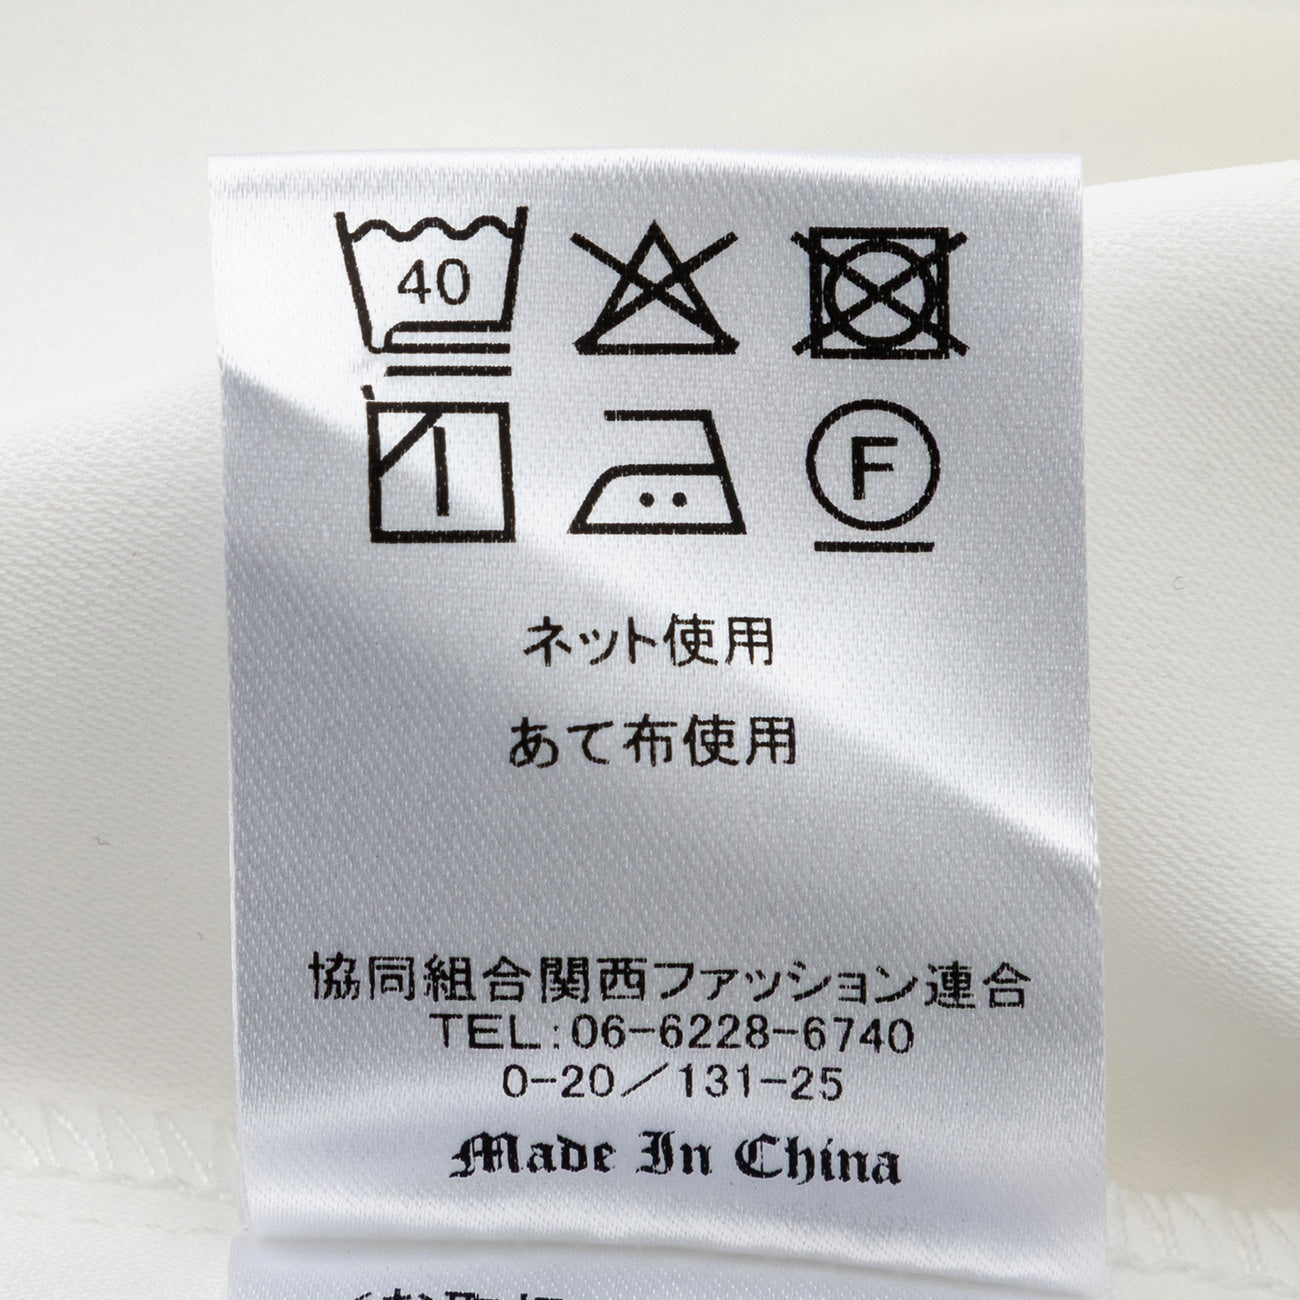 40
F
ネット使用
あて布使用
協同組合関西ファッション連合
TEL:06-6228-6740
0-20／131-25
Made In China